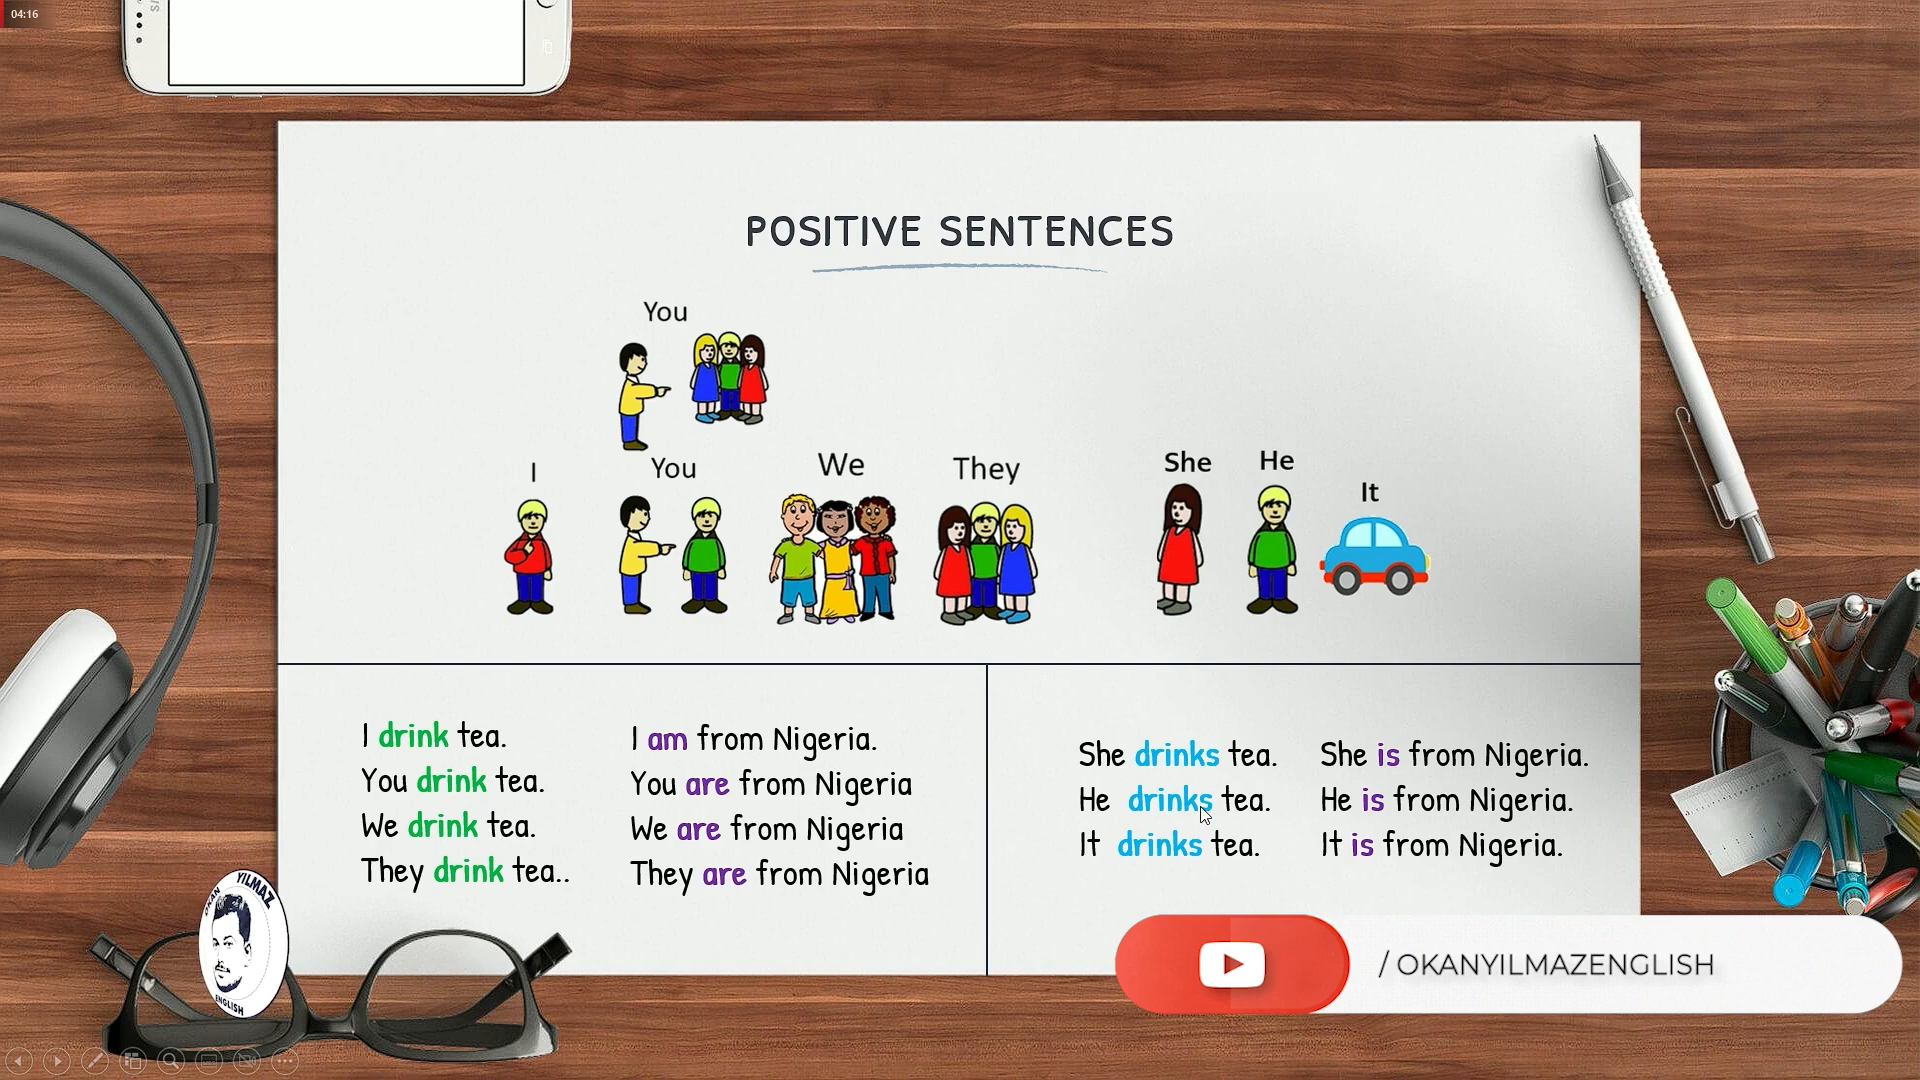 04:16
POSITIVE SENTENCES
You
I
You
We
They
She
He
It
I drink tea.
You drink tea.
We drink tea.
They drink tea..
I am from Nigeria.
You are from Nigeria
We are from Nigeria
They are from Nigeria
She drinks tea.
He drinks tea.
It drinks tea.
She is from Nigeria.
He is from Nigeria.
It is from Nigeria.
OKAN YILMAZ
ENGLISH
/ OKANYILMAZENGLISH